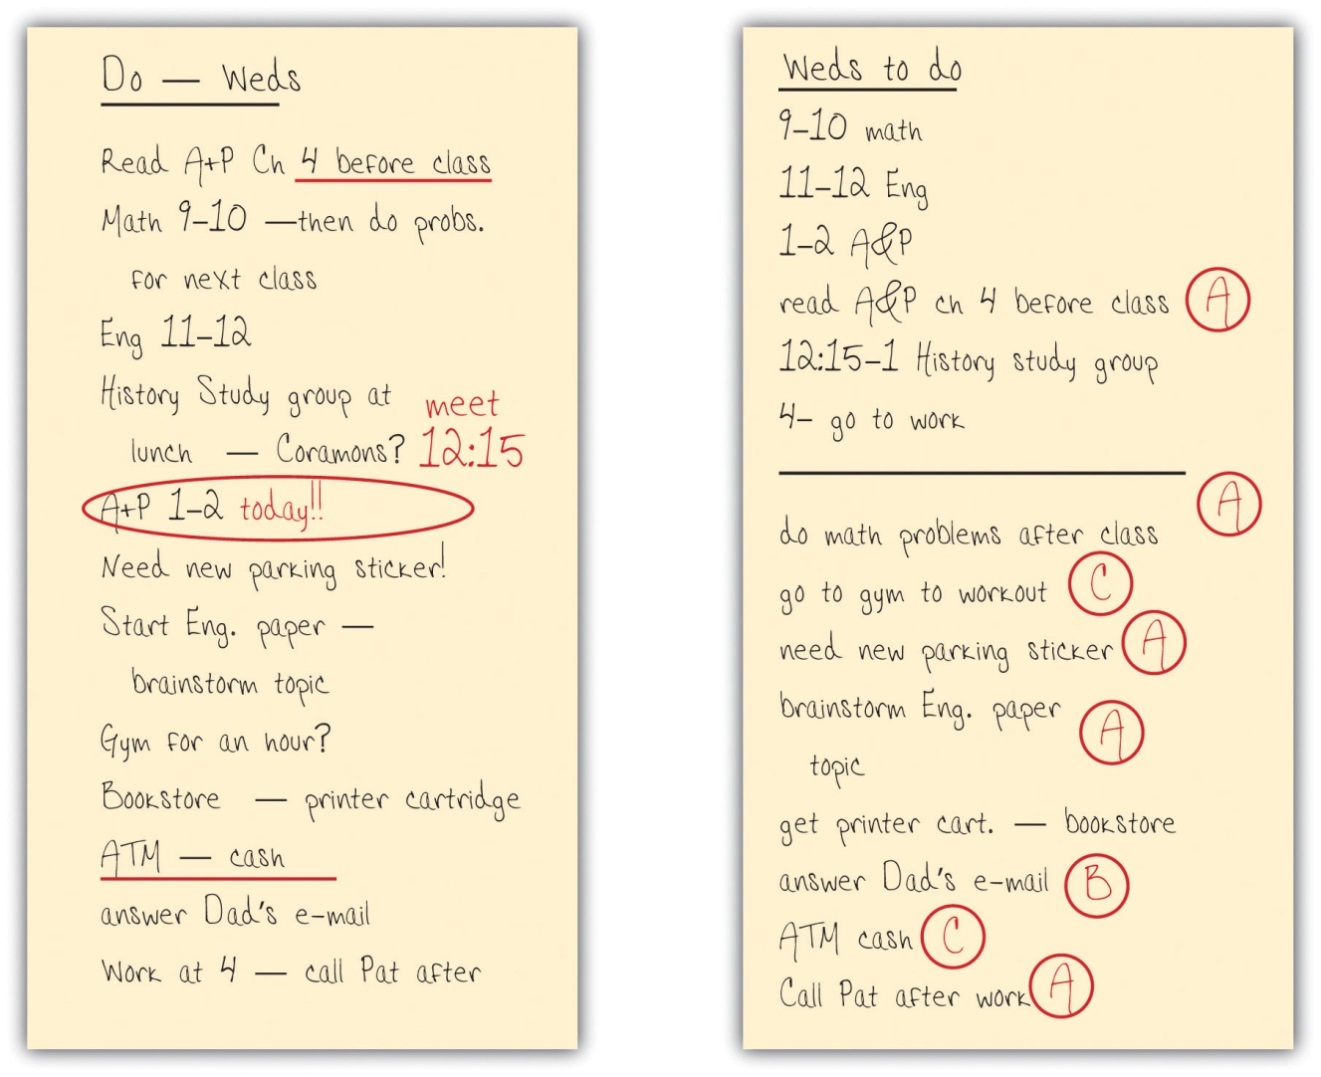 Do — Weds
Read A+P Ch 4 before class
Math 9-10 —then do probs.
for next class
Eng 11-12
History Study group at
meet
lunch — Coramons? 12:15
A+P 1-2 today!!
Need new parking sticker!
Start Eng. paper —
brainstorm topic
Gym for an hour?
Bookstore — printer cartridge
ATM — cash
answer Dad's e-mail
Work at 4 — call Pat after
Weds to do
9-10 math
11-12 Eng
1-2 A&P
read A&P ch 4 before class A
12:15-1 History study group
4- go to work
A
do math problems after class
go to gym to workout C
need new parking sticker A
brainstorm Eng. paper A
topic
get printer cart. — bookstore
answer Dad's e-mail B
ATM cash C
Call Pat after work A